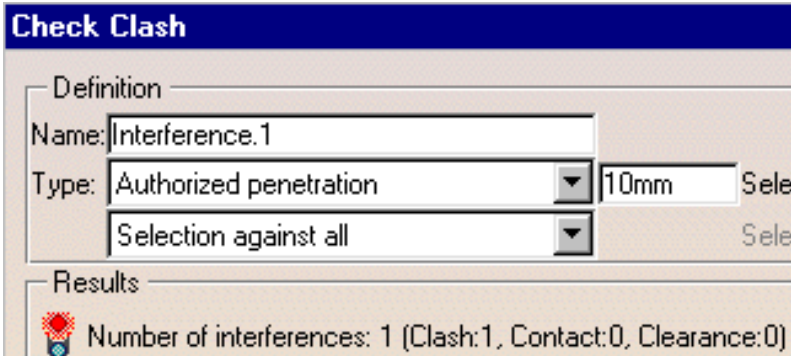 Check Clash
Definition
Name: Interference.1
Type: Authorized penetration 10mm Sele
Selection against all Sele
Results
Number of interferences: 1 (Clash:1, Contact:0, Clearance:0)